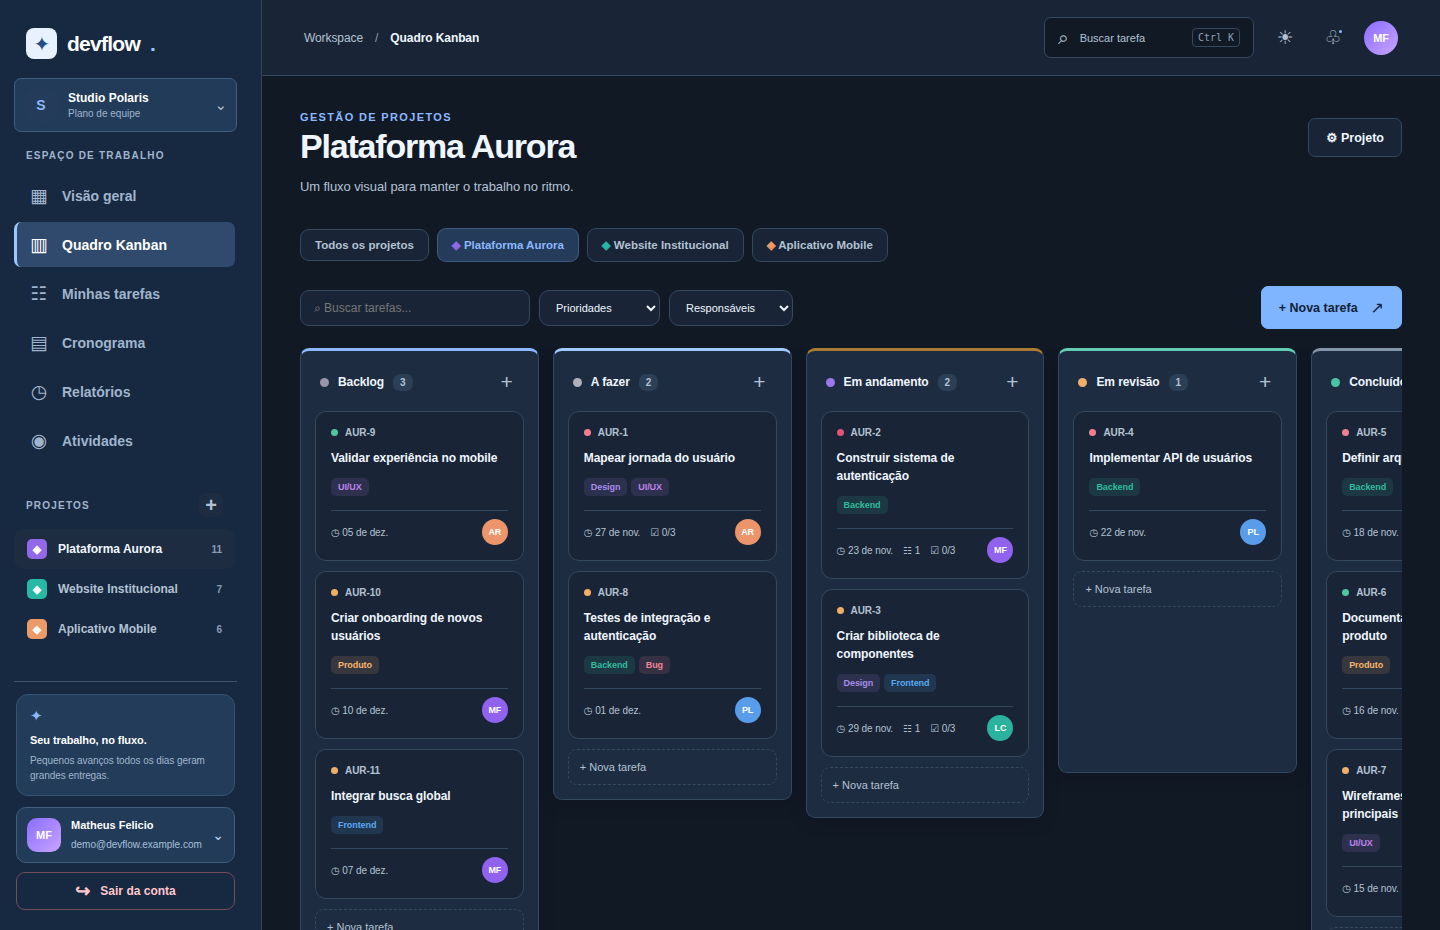 devflow.
S
Studio Polaris
Plano de equipe
ESPAÇO DE TRABALHO
Visão geral
Quadro Kanban
Minhas tarefas
Cronograma
Relatórios
Atividades
PROJETOS
+
Plataforma Aurora 11
Website Institucional 7
Aplicativo Mobile 6
Seu trabalho, no fluxo.
Pequenos avanços todos os dias geram
grandes entregas.
MF
Matheus Felicio
demo@devflow.example.com
Sair da conta
Workspace / Quadro Kanban
Buscar tarefa Ctrl K
MF
GESTÃO DE PROJETOS
Plataforma Aurora
Um fluxo visual para manter o trabalho no ritmo.
Projeto
Todos os projetos
Plataforma Aurora
Website Institucional
Aplicativo Mobile
Buscar tarefas...
Prioridades
Responsáveis
+ Nova tarefa ↗
Backlog 3 +
AUR-9
Validar experiência no mobile
UI/UX
05 de dez. AR
AUR-10
Criar onboarding de novos
usuários
Produto
10 de dez. MF
AUR-11
Integrar busca global
Frontend
07 de dez. MF
+ Nova tarefa
A fazer 2 +
AUR-1
Mapear jornada do usuário
Design UI/UX
27 de nov. 0/3 AR
AUR-8
Testes de integração e
autenticação
Backend Bug
01 de dez. PL
+ Nova tarefa
Em andamento 2 +
AUR-2
Construir sistema de
autenticação
Backend
23 de nov. 1 0/3 MF
AUR-3
Criar biblioteca de
componentes
Design Frontend
29 de nov. 1 0/3 LC
+ Nova tarefa
Em revisão 1 +
AUR-4
Implementar API de usuários
Backend
22 de nov. PL
+ Nova tarefa
Concluído
AUR-5
Definir arq
Backend
18 de nov.
AUR-6
Documenta
produto
Produto
16 de nov.
AUR-7
Wireframes
principais
UI/UX
15 de nov.